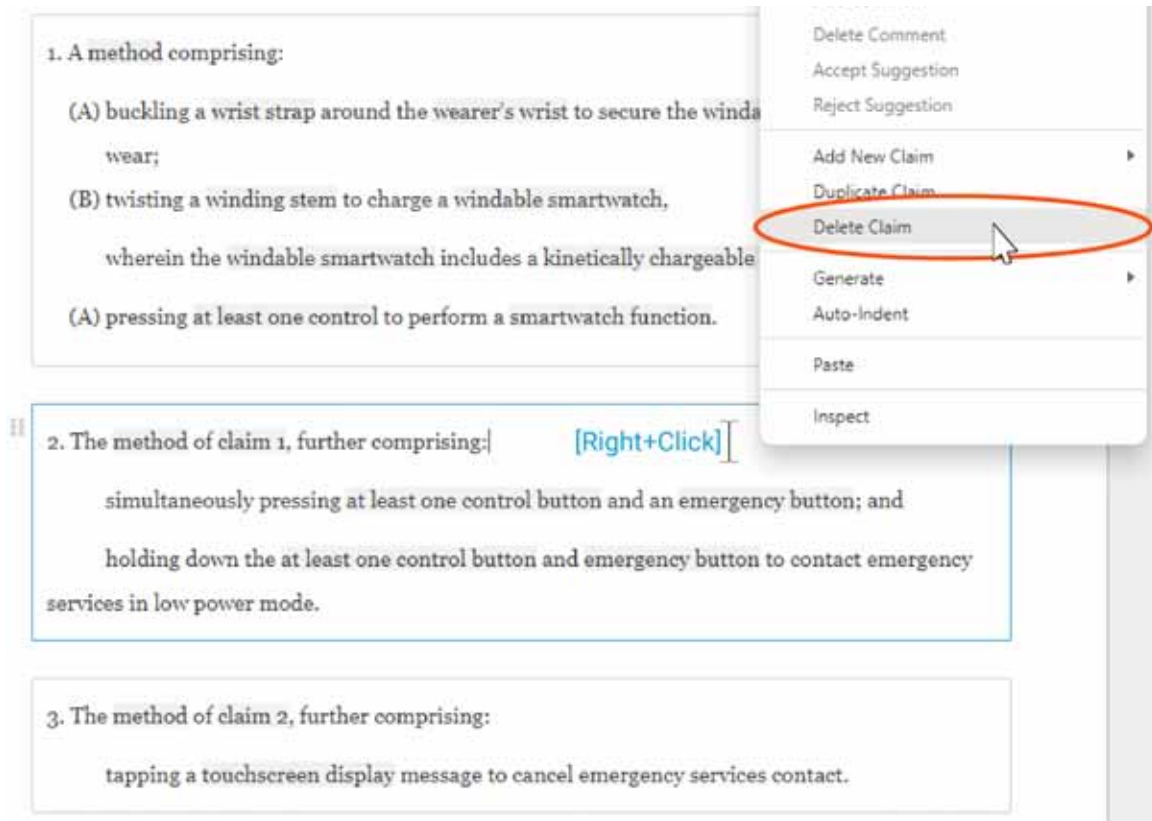 1. A method comprising:
(A) buckling a wrist strap around the wearer's wrist to secure the
wear;
(B) twisting a winding stem to charge a windable smartwatch,
wherein the windable smartwatch includes a kinetically chargeable
(A) pressing at least one control to perform a smartwatch function.
Delete Comment
Accept Suggestion
Reject Suggestion
Add New Claim
Duplicate Claim
Delete Claim
Generate
Auto-Indent
Paste
Inspect
2. The method of claim 1, further comprising:
[Right+Click]
simultaneously pressing at least one control button and an emergency button; and
holding down the at least one control button and emergency button to contact emergency
services in low power mode.
3. The method of claim 2, further comprising:
tapping a touchscreen display message to cancel emergency services contact.